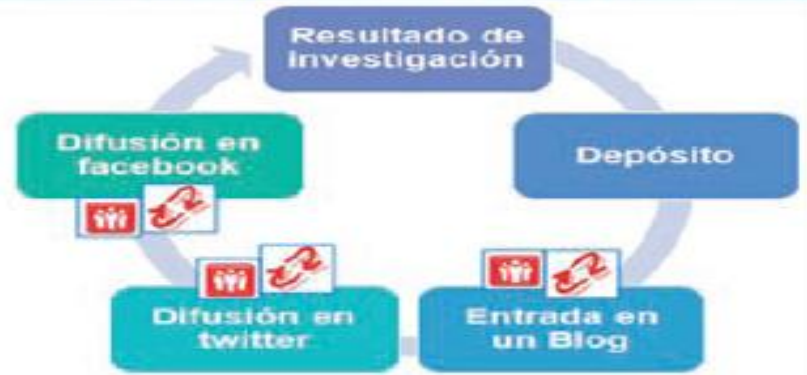 Resultado de
investigación
Depósito
Entrada en
un Blog
Difusión en
twitter
Difusión en
facebook